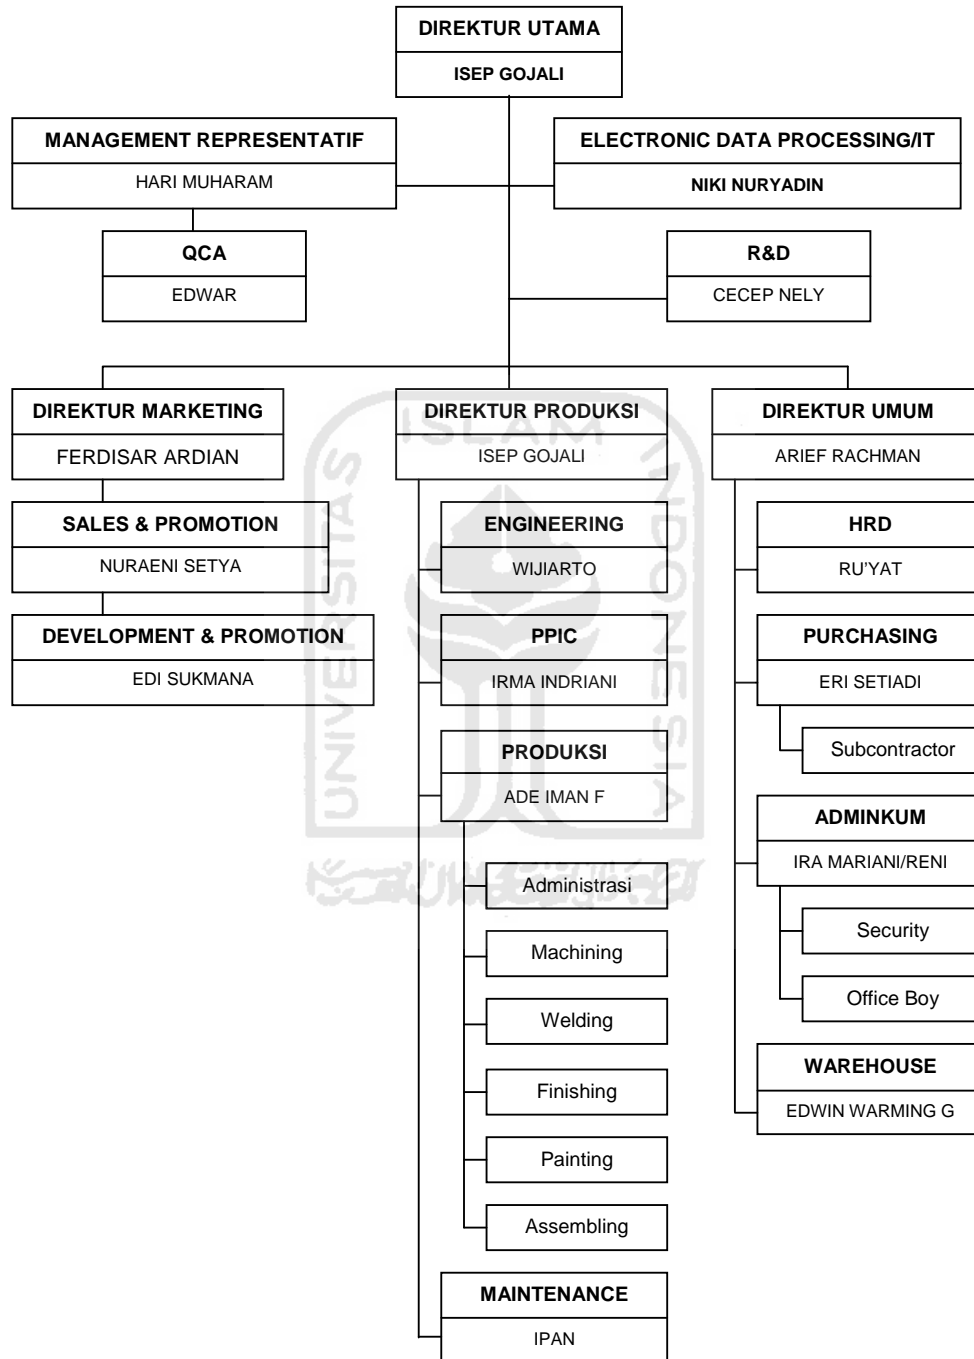 DIREKTUR UTAMA
ISEP GOJALI
MANAGEMENT REPRESENTATIF
HARI MUHARAM
ELECTRONIC DATA PROCESSING/IT
NIKI NURYADIN
QCA
EDWAR
R&D
CECEP NELY
DIREKTUR MARKETING
FERDISAR ARDIAN
SALES & PROMOTION
NURAENI SETYA
DEVELOPMENT & PROMOTION
EDI SUKMANA
DIREKTUR PRODUKSI
ISEP GOJALI
ENGINEERING
WIJIARTO
PPIC
IRMA INDRIANI
PRODUKSI
ADE IMAN F
Administrasi
Machining
Welding
Finishing
Painting
Assembling
MAINTENANCE
IPAN
DIREKTUR UMUM
ARIEF RACHMAN
HRD
RU'YAT
PURCHASING
ERI SETIADI
Subcontractor
ADMINKUM
IRA MARIANI/RENI
Security
Office Boy
WAREHOUSE
EDWIN WARMING G
UNIVERSITAS
ISLAM
INDONESIA